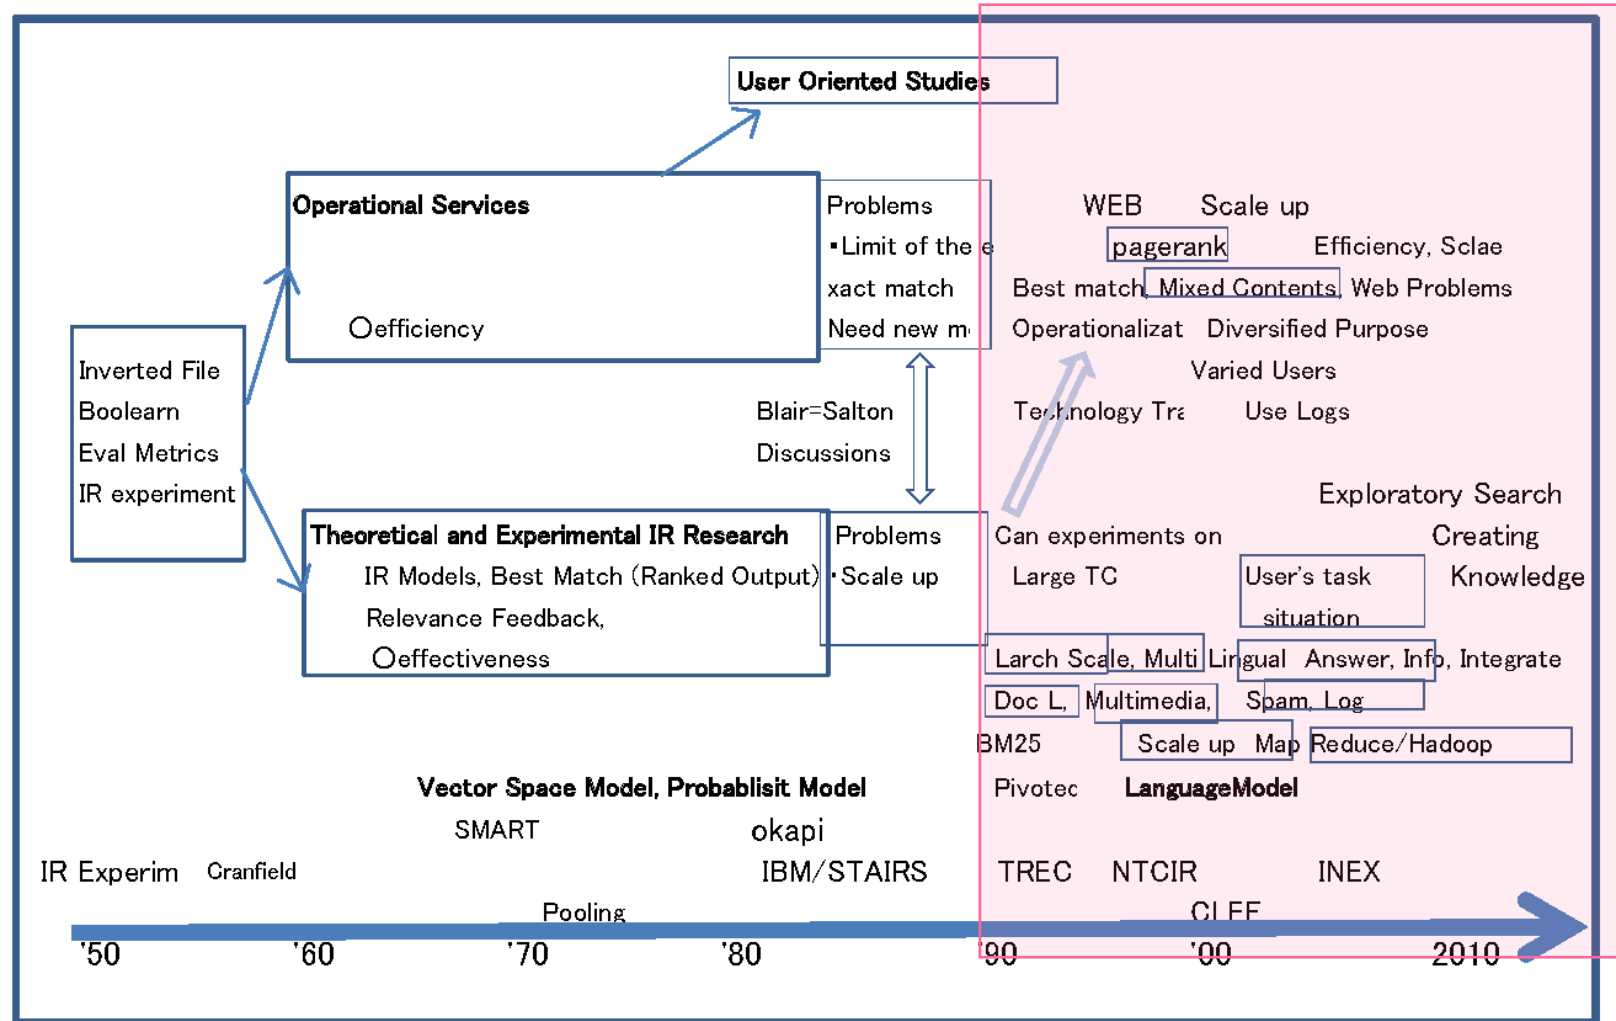 User Oriented Studies
Operational Services
○efficiency
Problems
・Limit of the e
xact match
Need new m
WEB Scale up
pagerank Efficiency, Sclae
Best match, Mixed Contents, Web Problems
Operationalizat Diversified Purpose
Varied Users
Technology Tra Use Logs
Inverted File
Boolearn
Eval Metrics
IR experiment
Blair=Salton
Discussions
Exploratory Search
Creating
Knowledge
Theoretical and Experimental IR Research
IR Models, Best Match (Ranked Output)
Relevance Feedback,
○effectiveness
Problems
・Scale up
Can experiments on
Large TC
User's task
situation
Larch Scale, Multi Lingual Answer, Info, Integrate
Doc L, Multimedia, Spam, Log
BM25 Scale up Map Reduce/Hadoop
Vector Space Model, Probablisit Model Pivotec LanguageModel
SMART okapi
IR Experim Cranfield IBM/STAIRS TREC NTCIR INEX
Pooling CLEF
'50 '60 '70 '80 '90 '00 2010